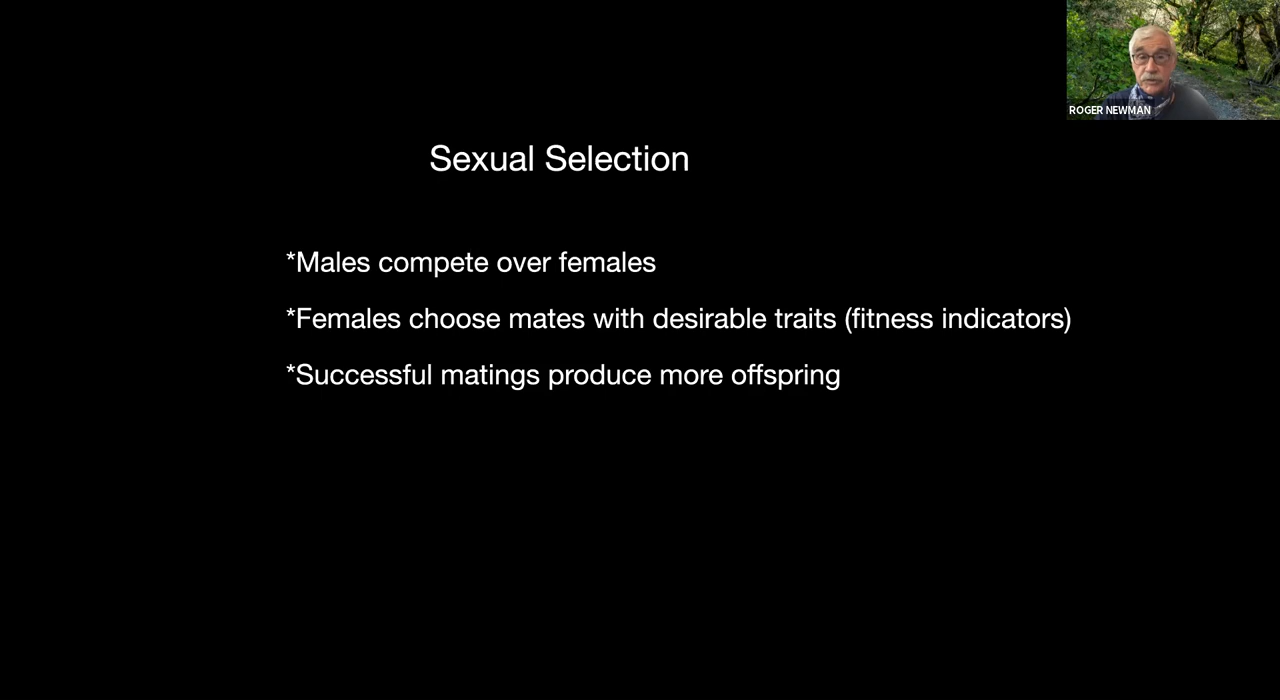 ROGER NEWMAN
Sexual Selection
*Males compete over females
*Females choose mates with desirable traits (fitness indicators)
*Successful matings produce more offspring